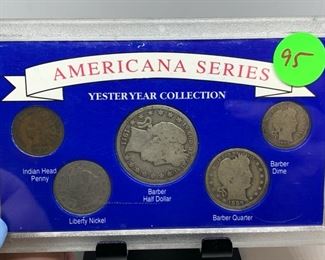 95
AMERICANA SERIES
YESTERYEAR COLLECTION
Indian Head
Penny
Liberty Nickel
Barber
Half Dollar
Barber Quarter
Barber
Dime